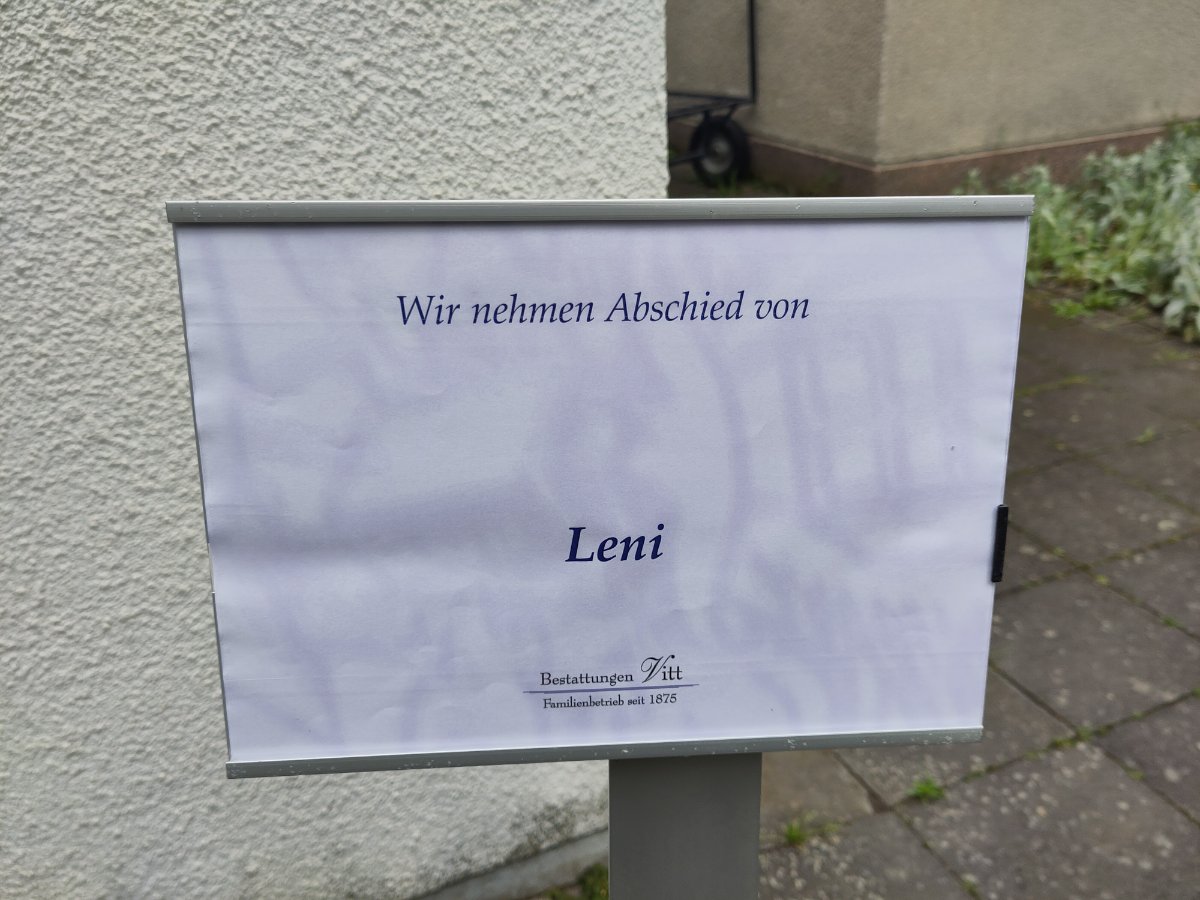 Wir nehmen Abschied von
Leni
Bestattungen Vitt
Familienbetrieb seit 1875